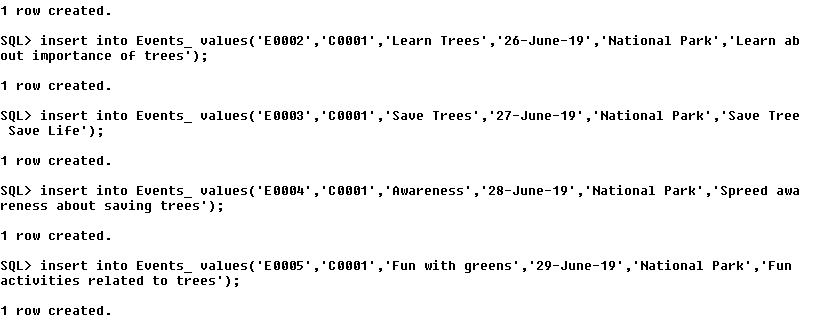 1 row created.
SQL> insert into Events_ values('E0002','C0001','Learn Trees','26-June-19','National Park','Learn ab
out importance of trees');
1 row created.
SQL> insert into Events_ values('E0003','C0001','Save Trees','27-June-19','National Park','Save Tree
 Save Life');
1 row created.
SQL> insert into Events_ values('E0004','C0001','Awareness','28-June-19','National Park','Spreed awa
reness about saving trees');
1 row created.
SQL> insert into Events_ values('E0005','C0001','Fun with greens','29-June-19','National Park','Fun
activities related to trees');
1 row created.